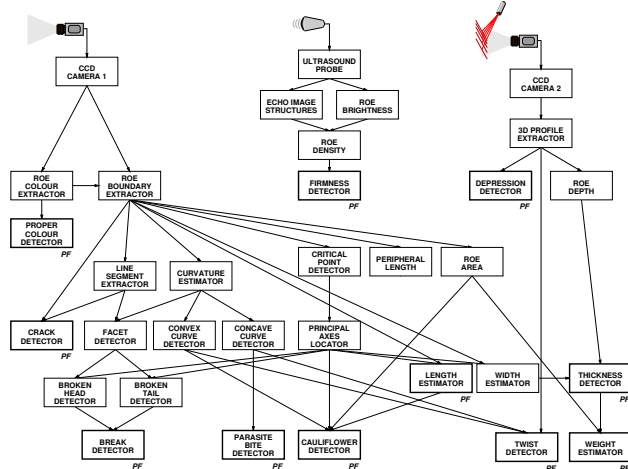 CCD
CAMERA 1
ULTRASOUND
PROBE
CCD
CAMERA 2
ECHO IMAGE
STRUCTURES
ROE
BRIGHTNESS
3D PROFILE
EXTRACTOR
ROE
DENSITY
ROE
COLOUR
EXTRACTOR
ROE
BOUNDARY
EXTRACTOR
FIRMNESS
DETECTOR
PF
DEPRESSION
DETECTOR
PF
ROE
DEPTH
PROPER
COLOUR
DETECTOR
PF
LINE
SEGMENT
EXTRACTOR
CURVATURE
ESTIMATOR
CRITICAL
POINT
DETECTOR
PERIPHERAL
LENGTH
ROE
AREA
CRACK
DETECTOR
PF
FACET
DETECTOR
CONVEX
CURVE
DETECTOR
CONCAVE
CURVE
DETECTOR
PRINCIPAL
AXES
LOCATOR
BROKEN
HEAD
DETECTOR
BROKEN
TAIL
DETECTOR
LENGTH
ESTIMATOR
PF
WIDTH
ESTIMATOR
THICKNESS
DETECTOR
PF
BREAK
DETECTOR
PF
PARASITE
BITE
DETECTOR
PF
CAULIFLOWER
DETECTOR
PF
TWIST
DETECTOR
PF
WEIGHT
ESTIMATOR
PF